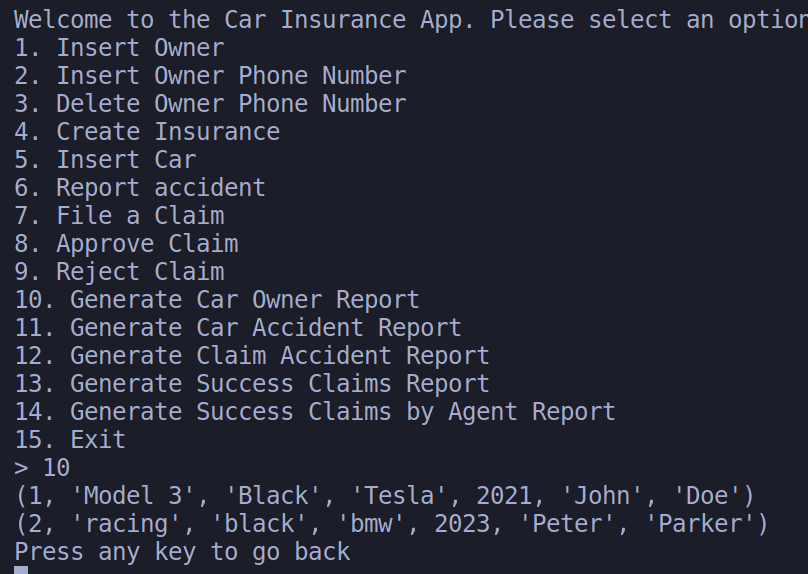 Welcome to the Car Insurance App. Please select an option
1. Insert Owner
2. Insert Owner Phone Number
3. Delete Owner Phone Number
4. Create Insurance
5. Insert Car
6. Report accident
7. File a Claim
8. Approve Claim
9. Reject Claim
10. Generate Car Owner Report
11. Generate Car Accident Report
12. Generate Claim Accident Report
13. Generate Success Claims Report
14. Generate Success Claims by Agent Report
15. Exit
> 10
(1, 'Model 3', 'Black', 'Tesla', 2021, 'John', 'Doe')
(2, 'racing', 'black', 'bmw', 2023, 'Peter', 'Parker')
Press any key to go back